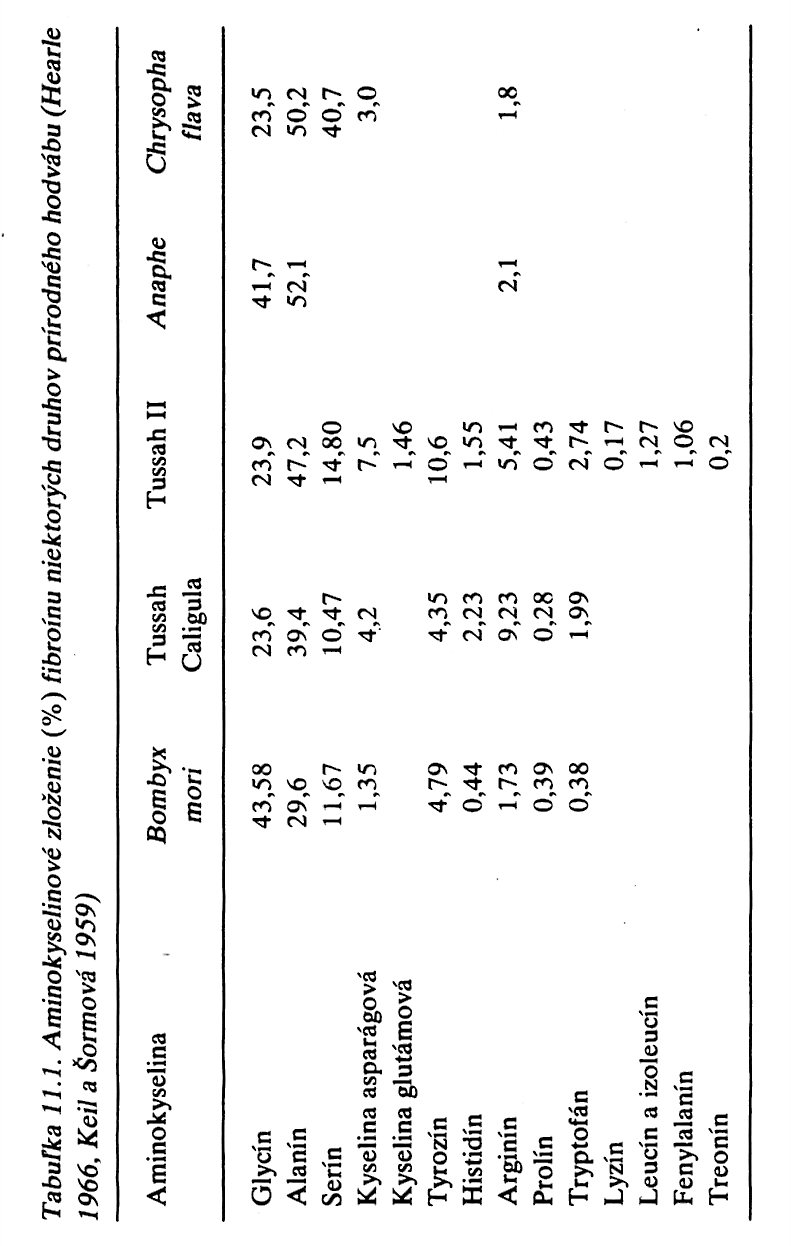 Tabuľka 11.1. Aminokyselinové zloženie (%) fibroínu niektorých druhov prírodného hodvábu (Hearle
1966, Keil a Šormová 1959)
Aminokyselina Bombyx mori Tussah Caligula Tussah II Anaphe Chrysopha flava
Glycín 43,58 23,6 23,9 41,7 23,5
Alanín 29,6 39,4 47,2 52,1 50,2
Serín 11,67 10,47 14,80 40,7
Kyselina asparágová 1,35 4,2 7,5 3,0
Kyselina glutámová 1,46
Tyrozín 4,79 4,35 10,6
Histidín 0,44 2,23 1,55
Arginín 1,73 9,23 5,41 2,1 1,8
Prolín 0,39 0,28 0,43
Tryptofán 0,38 1,99 2,74
Lyzín 0,17
Leucín a izoleucín 1,27
Fenylalanín 1,06
Treonín 0,2